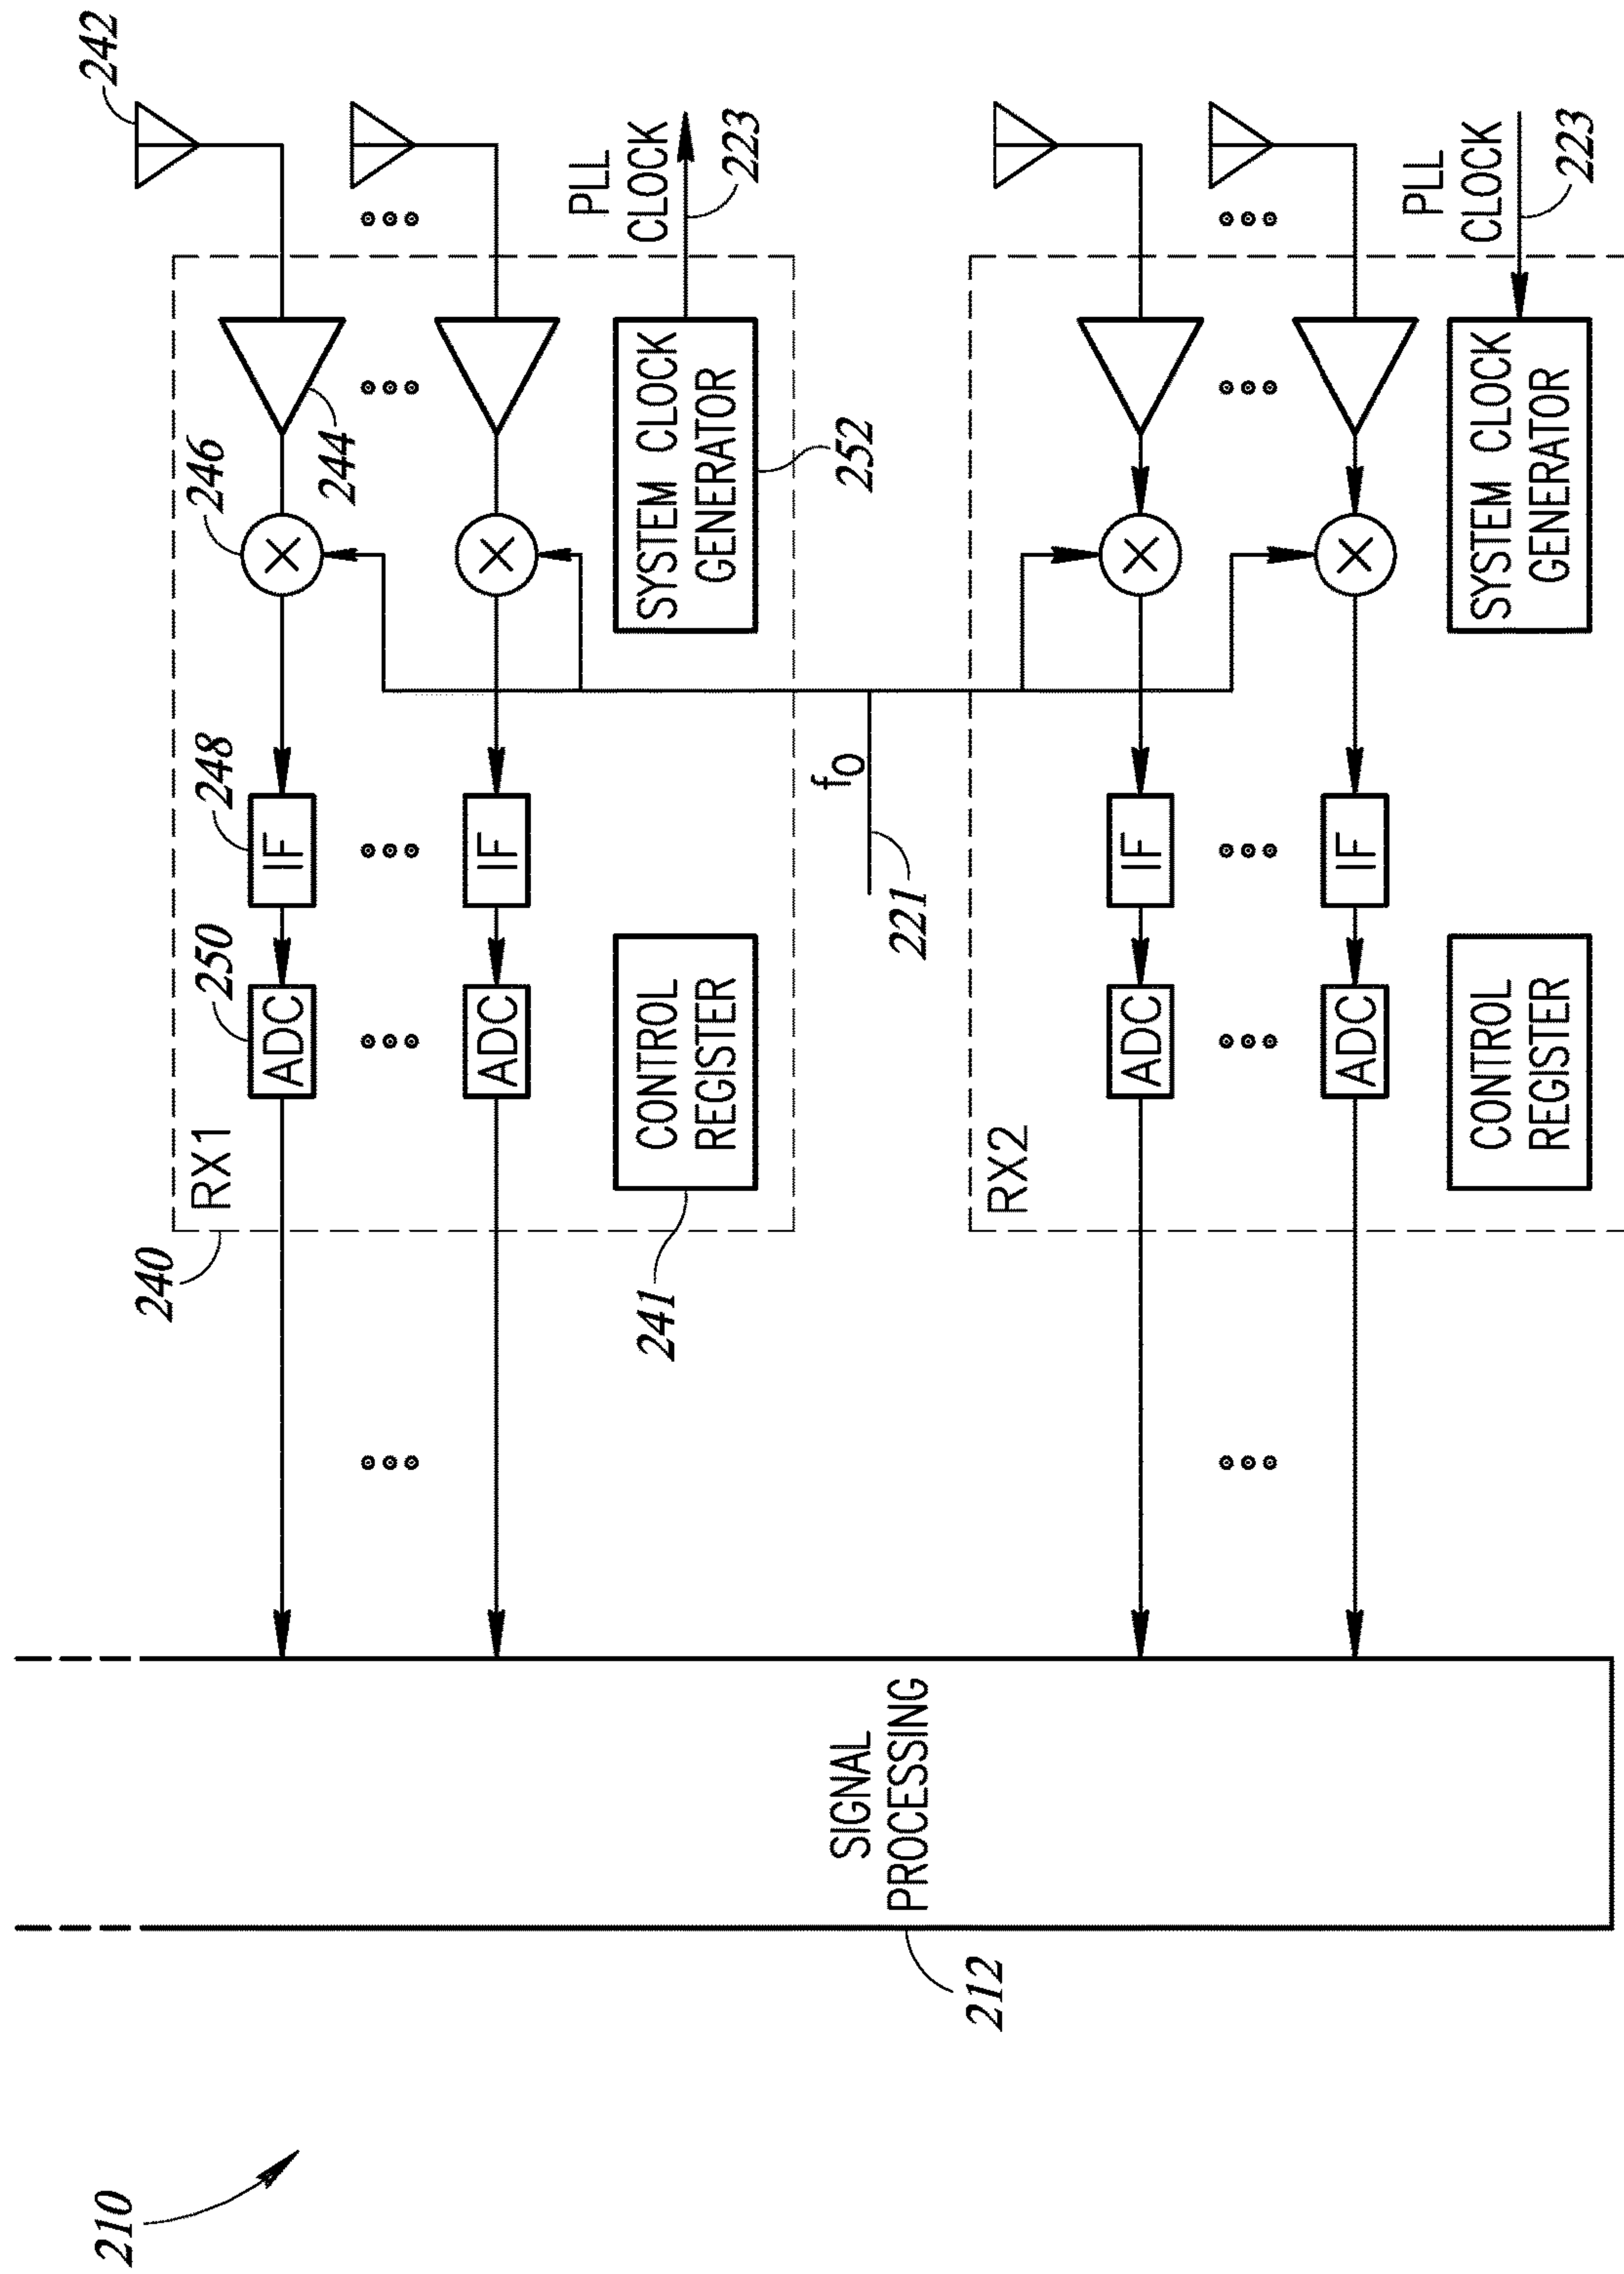 210
SIGNAL
PROCESSING
212
240
RX1
250
248
246
242
244
ADC
IF
ADC
IF
CONTROL
REGISTER
241
SYSTEM CLOCK
GENERATOR
252
PLL
CLOCK
223
fO
221
RX2
ADC
IF
ADC
IF
CONTROL
REGISTER
SYSTEM CLOCK
GENERATOR
PLL
CLOCK
223